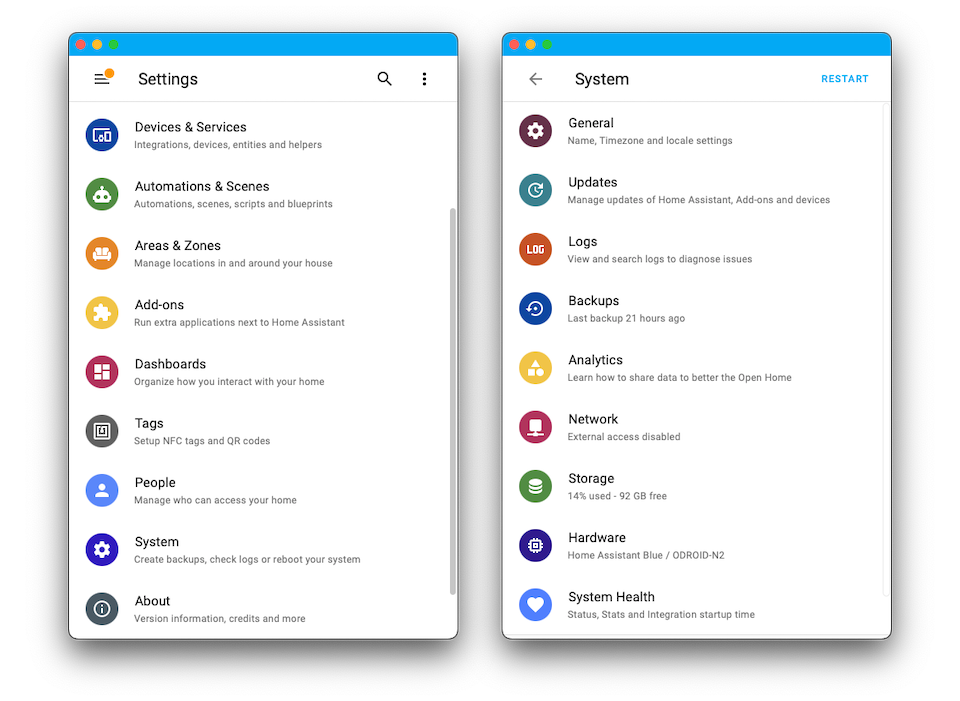 Settings
Devices & Services
Integrations, devices, entities and helpers
Automations & Scenes
Automations, scenes, scripts and blueprints
Areas & Zones
Manage locations in and around your house
Add-ons
Run extra applications next to Home Assistant
Dashboards
Organize how you interact with your home
Tags
Setup NFC tags and QR codes
People
Manage who can access your home
System
Create backups, check logs or reboot your system
About
Version information, credits and more
System
RESTART
General
Name, Timezone and locale settings
Updates
Manage updates of Home Assistant, Add-ons and devices
LOG
Logs
View and search logs to diagnose issues
Backups
Last backup 21 hours ago
Analytics
Learn how to share data to better the Open Home
Network
External access disabled
Storage
14% used - 92 GB free
Hardware
Home Assistant Blue / ODROID-N2
System Health
Status, Stats and Integration startup time